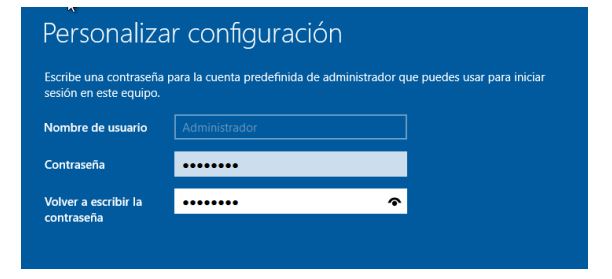 Personalizar configuración
Escribe una contraseña para la cuenta predefinida de administrador que puedes usar para iniciar
sesión en este equipo.
Nombre de usuario
Administrador
Contraseña
••••••••
Volver a escribir la
contraseña
••••••••